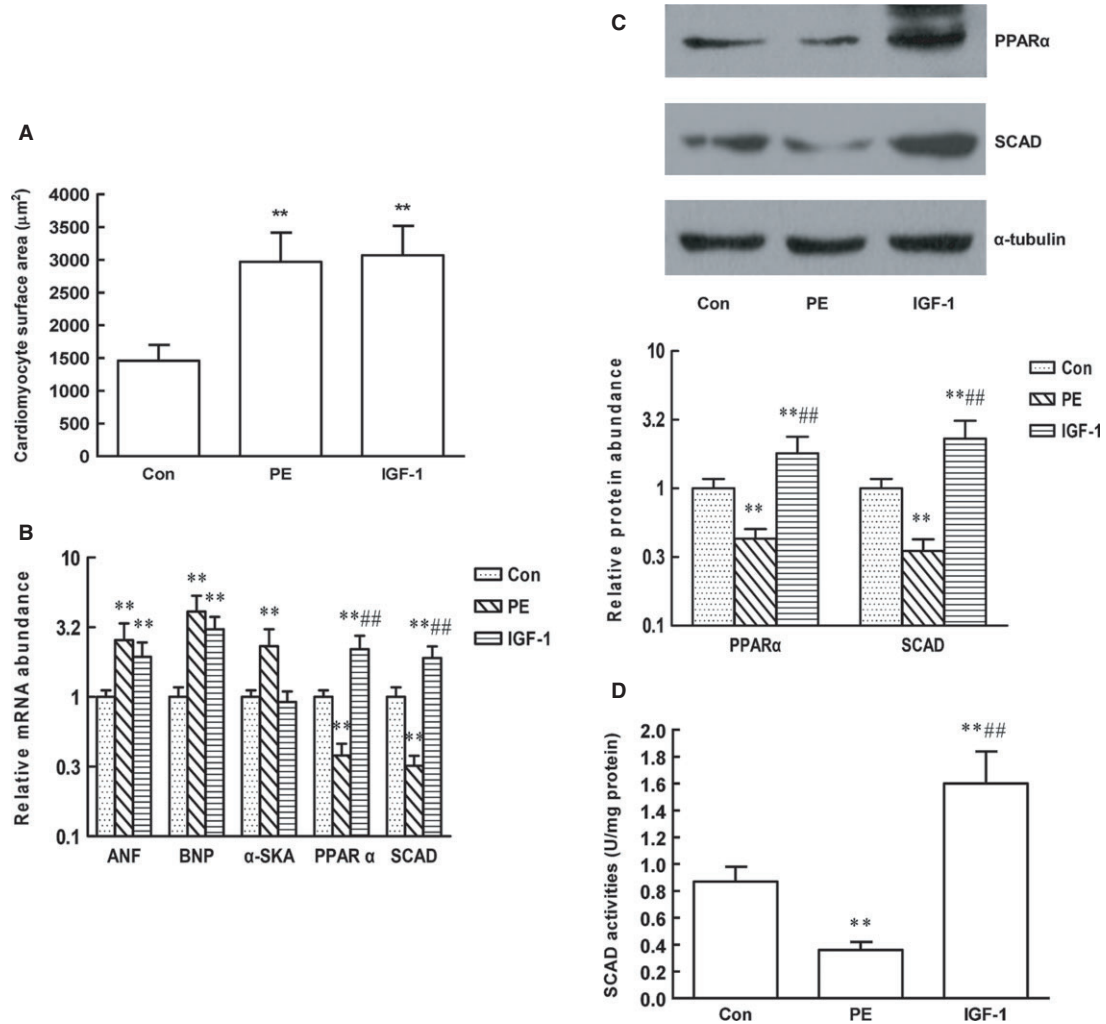 A
Cardiomyocyte surface area (μm²)
4000
3500
3000
2500
2000
1500
1000
500
0
**
**
Con PE IGF-1
B
Relative mRNA abundance
10
3.2
1
0.3
0.1
** ** ** ** ** **## **##
** **
Con
PE
IGF-1
ANF BNP α-SKA PPAR α SCAD
C
PPARα
SCAD
α-tubulin
Con PE IGF-1
Relative protein abundance
10
3.2
1
0.3
0.1
**##
**##
**
**
Con
PE
IGF-1
PPARα SCAD
D
SCAD activities (U/mg protein)
2.0
1.8
1.6
1.4
1.2
1.0
0.8
0.6
0.4
0.2
0.0
**##
**
Con PE IGF-1